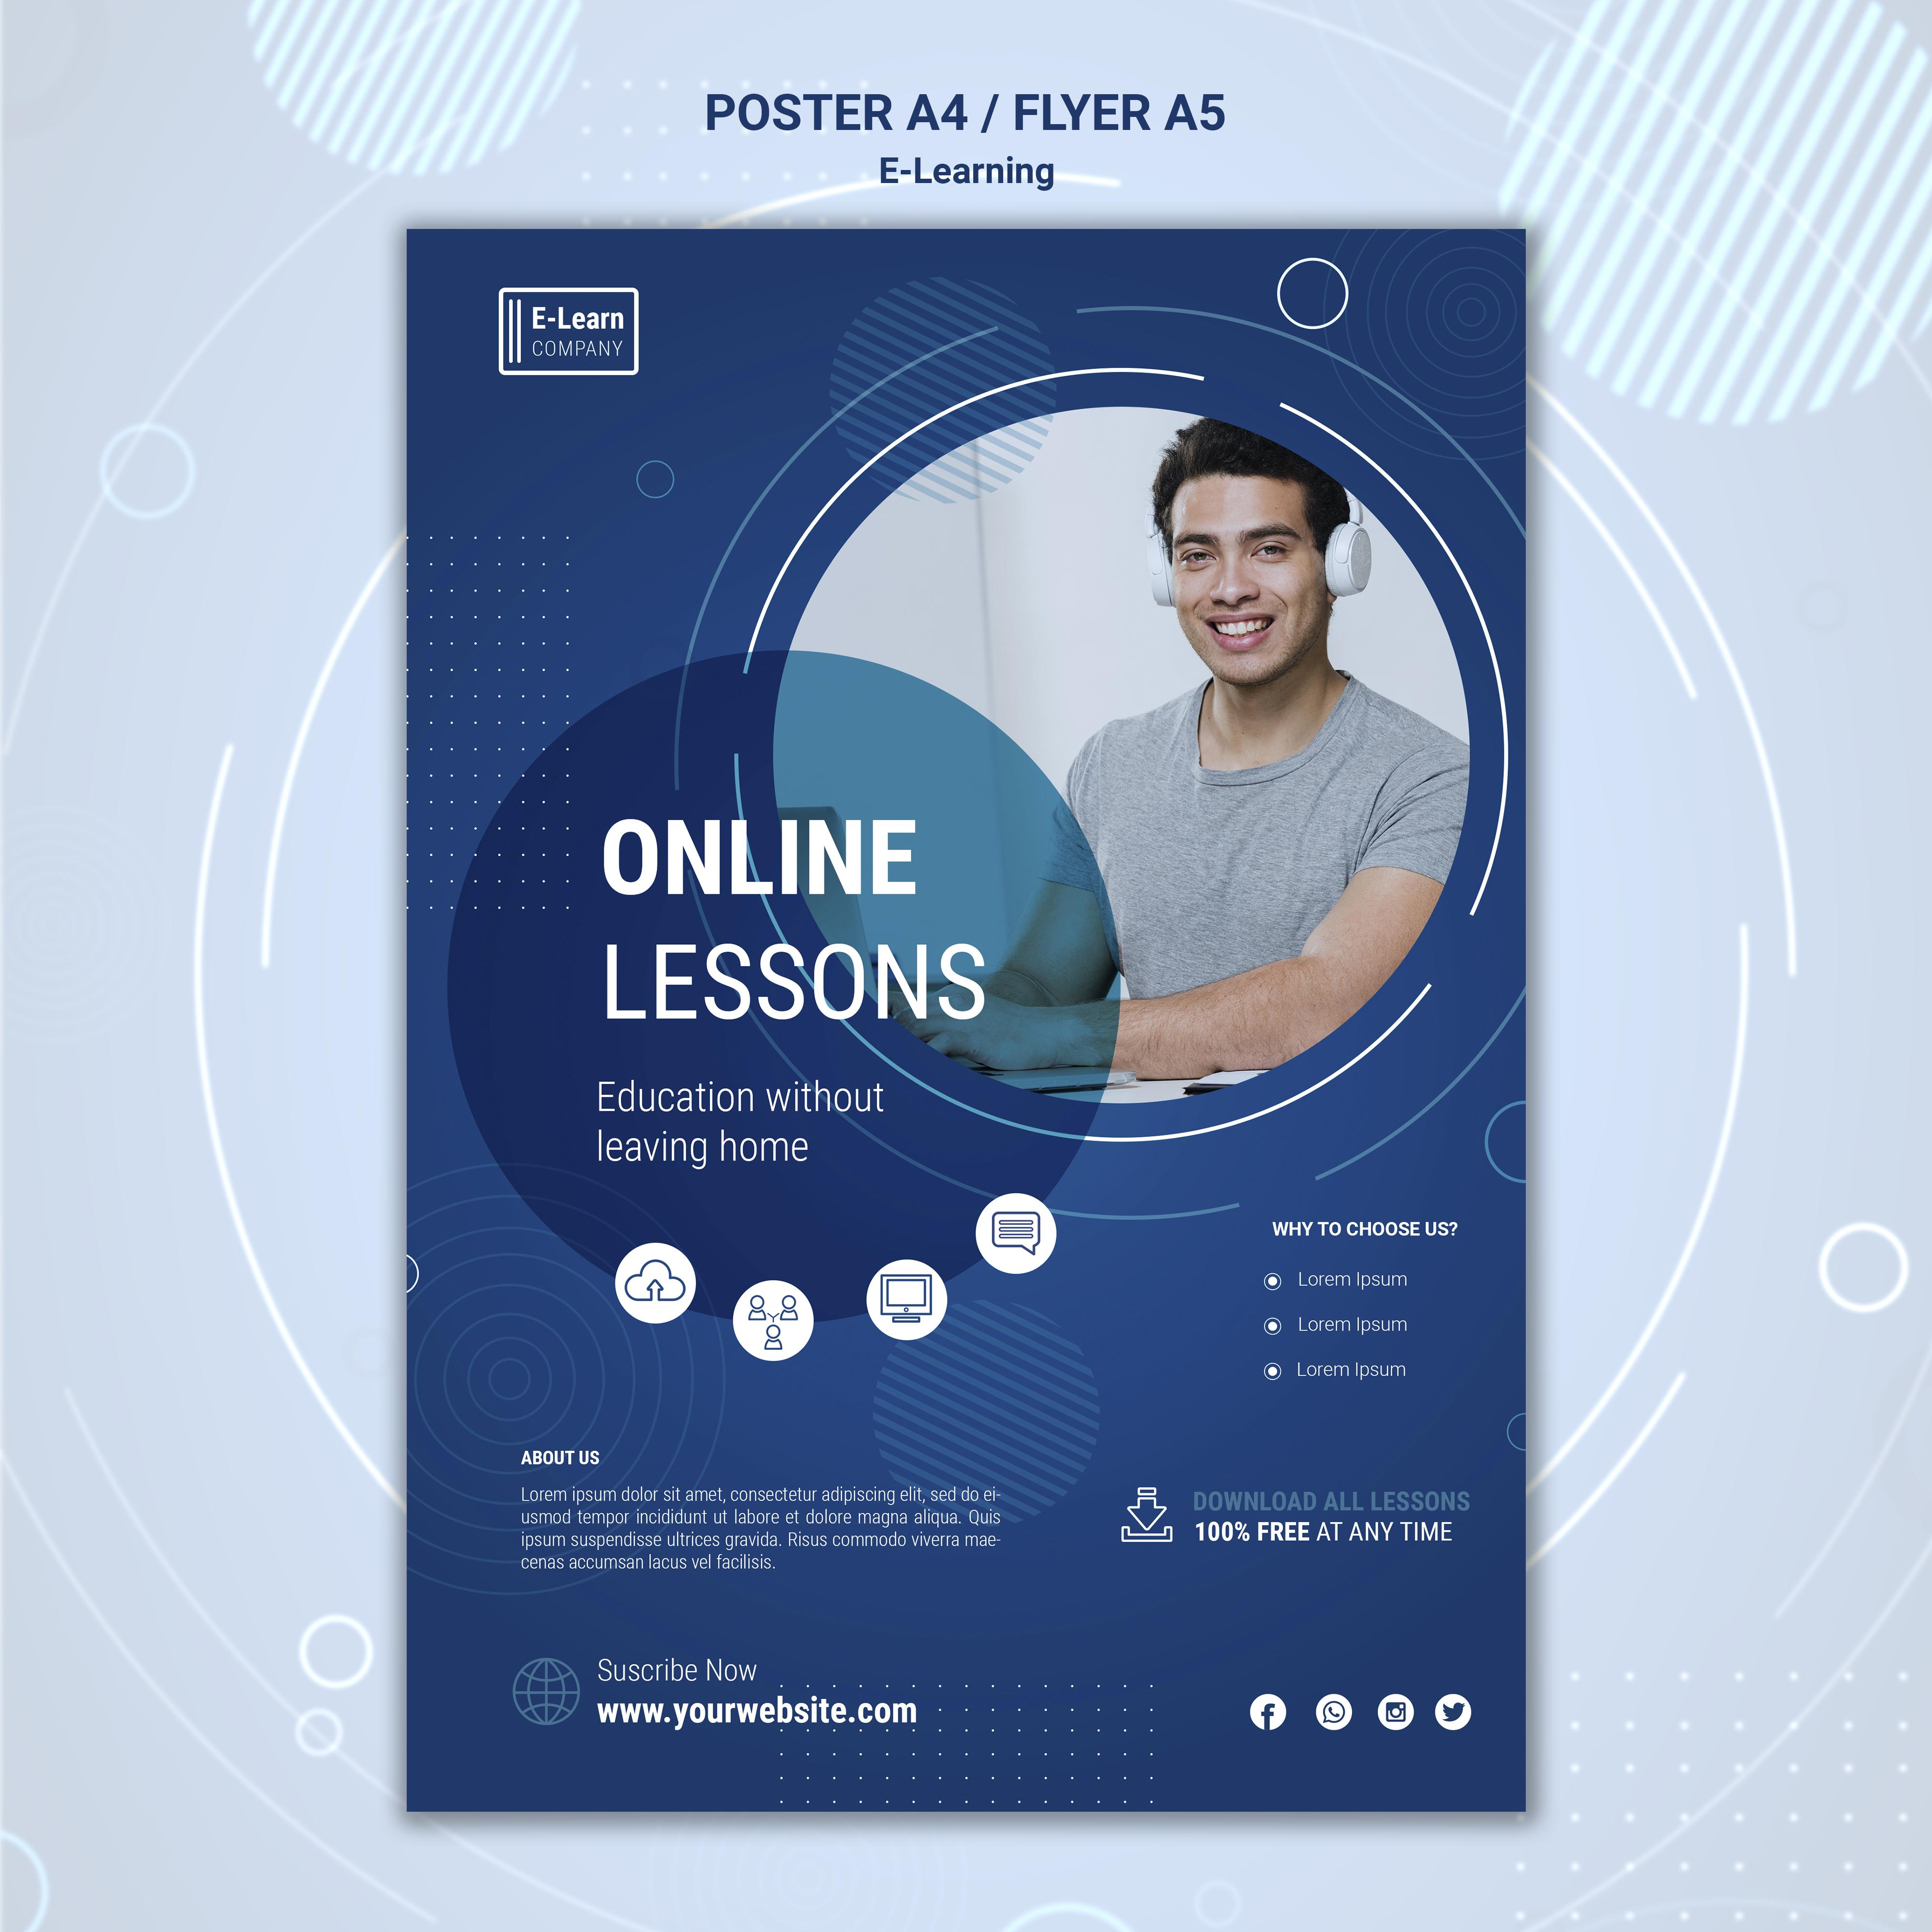 POSTER A4 / FLYER A5
E-Learning
E-Learn
COMPANY
ONLINE
LESSONS
Education without
leaving home
WHY TO CHOOSE US?
Lorem Ipsum
Lorem Ipsum
Lorem Ipsum
ABOUT US
Lorem ipsum dolor sit amet, consectetur adipiscing elit, sed do ei-
usmod tempor incididunt ut labore et dolore magna aliqua. Quis
ipsum suspendisse ultrices gravida. Risus commodo viverra mae-
cenas accumsan lacus vel facilisis.
DOWNLOAD ALL LESSONS
100% FREE AT ANY TIME
Suscribe Now
www.yourwebsite.com